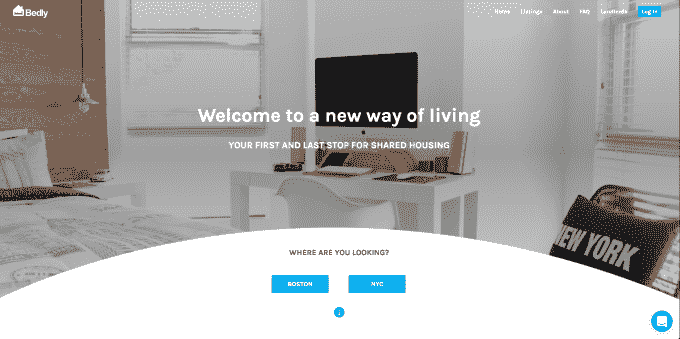 Bedly
Home Listings About FAQ Landlords Log In
Welcome to a new way of living
YOUR FIRST AND LAST STOP FOR SHARED HOUSING
NEW YORK
WHERE ARE YOU LOOKING?
BOSTON NYC